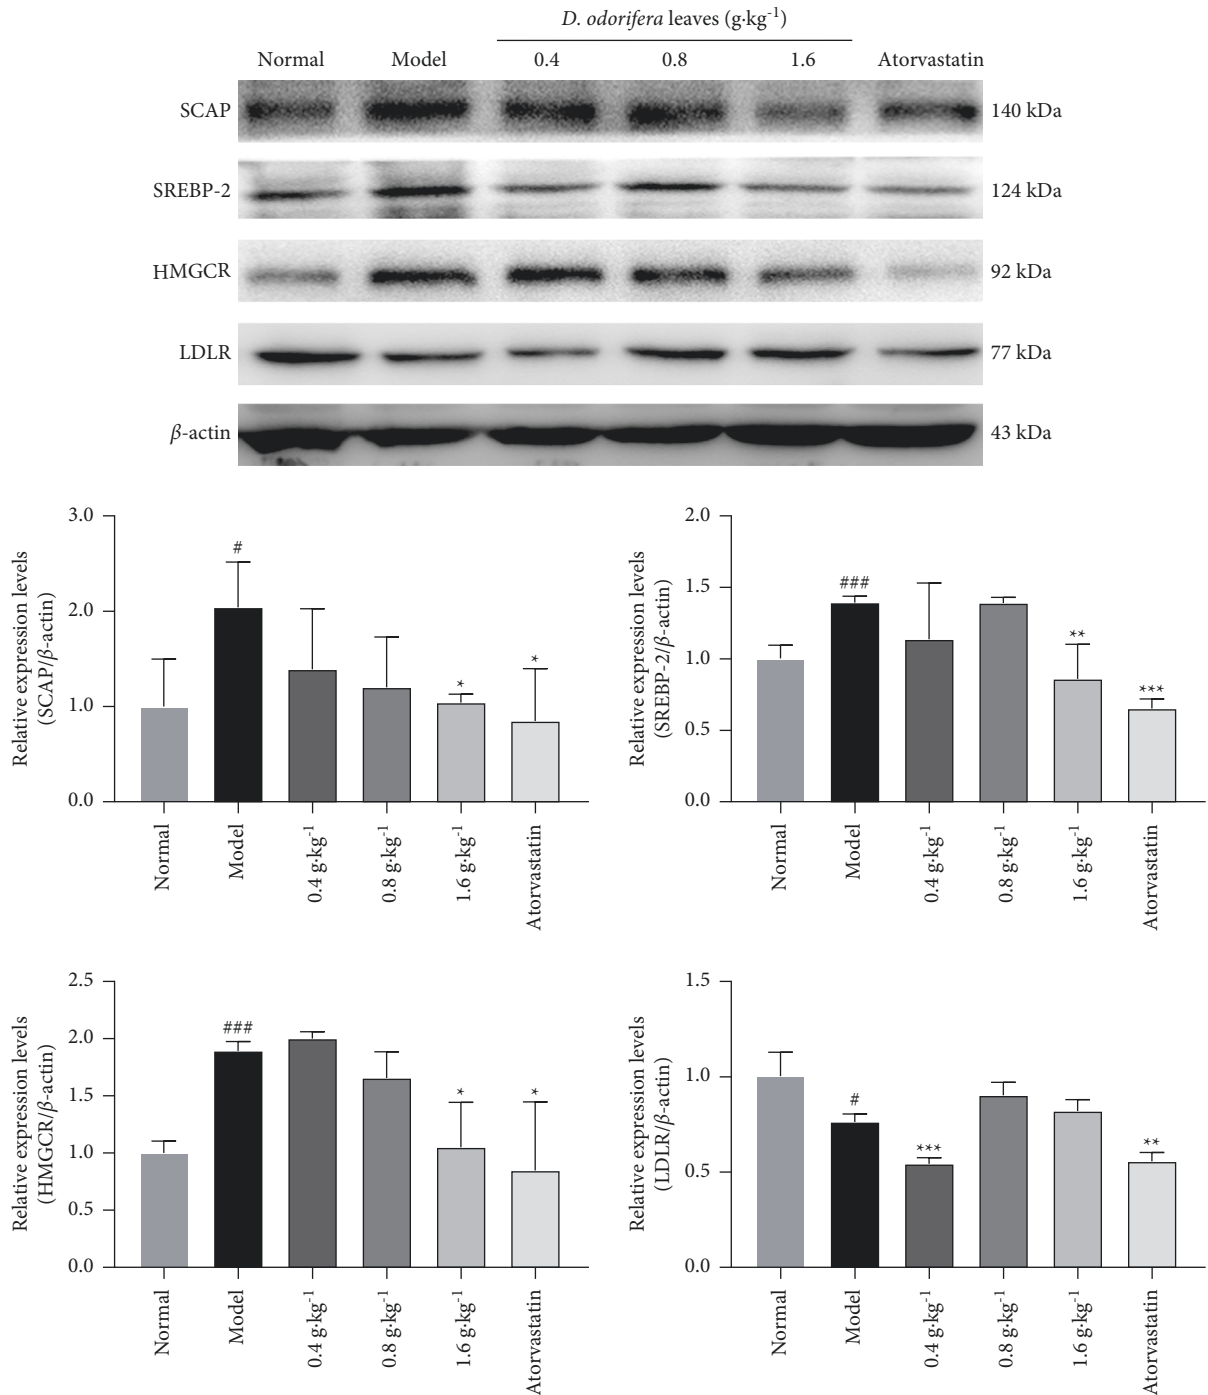 D. odorifera leaves (g·kg⁻¹)
Normal Model 0.4 0.8 1.6 Atorvastatin
SCAP 140 kDa
SREBP-2 124 kDa
HMGCR 92 kDa
LDLR 77 kDa
β-actin 43 kDa
Relative expression levels
(SCAP/β-actin)
3.0
2.0
1.0
0.0
#
*
*
Normal
Model
0.4 g·kg⁻¹
0.8 g·kg⁻¹
1.6 g·kg⁻¹
Atorvastatin
Relative expression levels
(SREBP-2/β-actin)
2.0
1.5
1.0
0.5
0.0
###
**
***
Normal
Model
0.4 g·kg⁻¹
0.8 g·kg⁻¹
1.6 g·kg⁻¹
Atorvastatin
Relative expression levels
(HMGCR/β-actin)
2.5
2.0
1.5
1.0
0.5
0.0
###
*
*
Normal
Model
0.4 g·kg⁻¹
0.8 g·kg⁻¹
1.6 g·kg⁻¹
Atorvastatin
Relative expression levels
(LDLR/β-actin)
1.5
1.0
0.5
0.0
#
***
**
Normal
Model
0.4 g·kg⁻¹
0.8 g·kg⁻¹
1.6 g·kg⁻¹
Atorvastatin